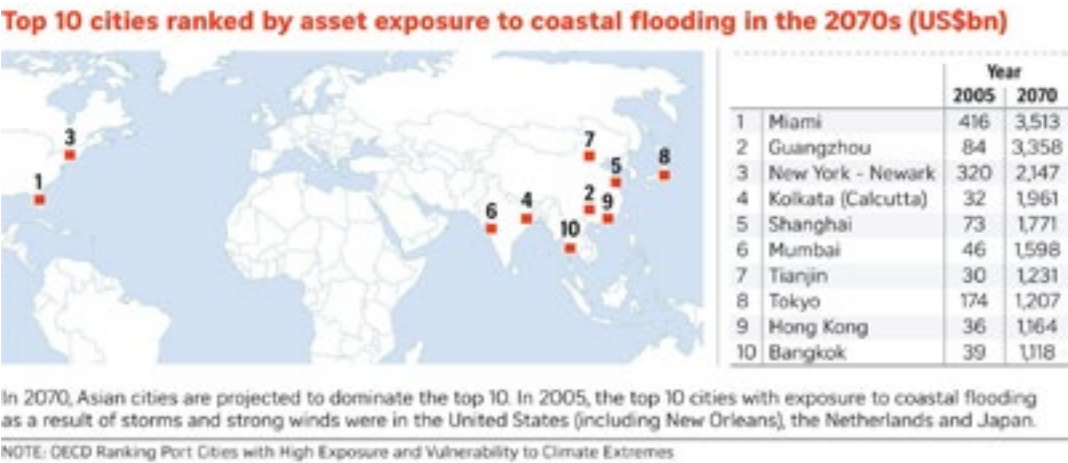 Top 10 cities ranked by asset exposure to coastal flooding in the 2070s (US$bn)
3
1
7
5
8
6
4
2
9
10
Year
2005 2070
1 Miami 416 3,513
2 Guangzhou 84 3,358
3 New York - Newark 320 2,147
4 Kolkata (Calcutta) 32 1,961
5 Shanghai 73 1,771
6 Mumbai 46 1,598
7 Tianjin 30 1,231
8 Tokyo 174 1,207
9 Hong Kong 36 1,164
10 Bangkok 39 1,118
In 2070, Asian cities are projected to dominate the top 10. In 2005, the top 10 cities with exposure to coastal flooding
as a result of storms and strong winds were in the United States (including New Orleans), the Netherlands and Japan.
NOTE: OECD Ranking Port Cities with High Exposure and Vulnerability to Climate Extremes